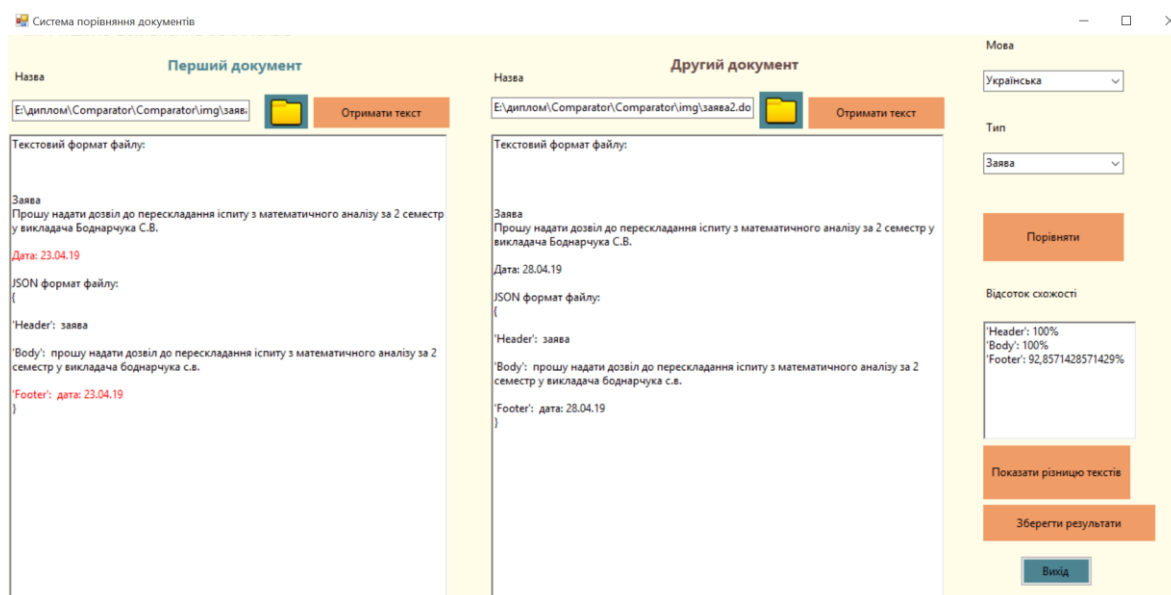 Система порівняння документів
Перший документ
Назва
E:\диплом\Comparator\Comparator\img\заяв
Отримати текст
Текстовий формат файлу:
Заява
Прошу надати дозвіл до перескладання іспиту з математичного аналізу за 2 семестр
у викладача Боднарчука С.В.
Дата: 23.04.19
JSON формат файлу:
{
'Header': заява
'Body': прошу надати дозвіл до перескладання іспиту з математичного аналізу за 2
семестр у викладача боднарчука с.в.
'Footer': дата: 23.04.19
}
Другий документ
Назва
E:\диплом\Comparator\Comparator\img\заява2.do
Отримати текст
Текстовий формат файлу:
Заява
Прошу надати дозвіл до перескладання іспиту з математичного аналізу за 2 семестр у
викладача Боднарчука С.В.
Дата: 28.04.19
JSON формат файлу:
{
'Header': заява
'Body': прошу надати дозвіл до перескладання іспиту з математичного аналізу за 2
семестр у викладача боднарчука с.в.
'Footer': дата: 28.04.19
}
Мова
Українська
Тип
Заява
Порівняти
Відсоток схожості
'Header': 100%
'Body': 100%
'Footer': 92,8571428571429%
Показати різницю текстів
Зберегти результати
Вихід